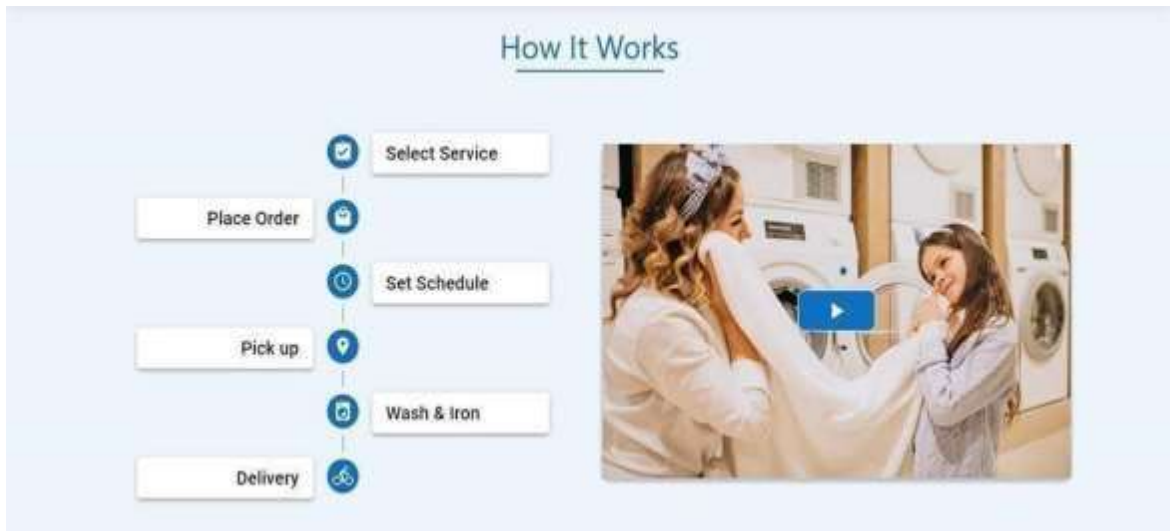 How It Works
Select Service
Place Order
Set Schedule
Pick up
Wash & Iron
Delivery